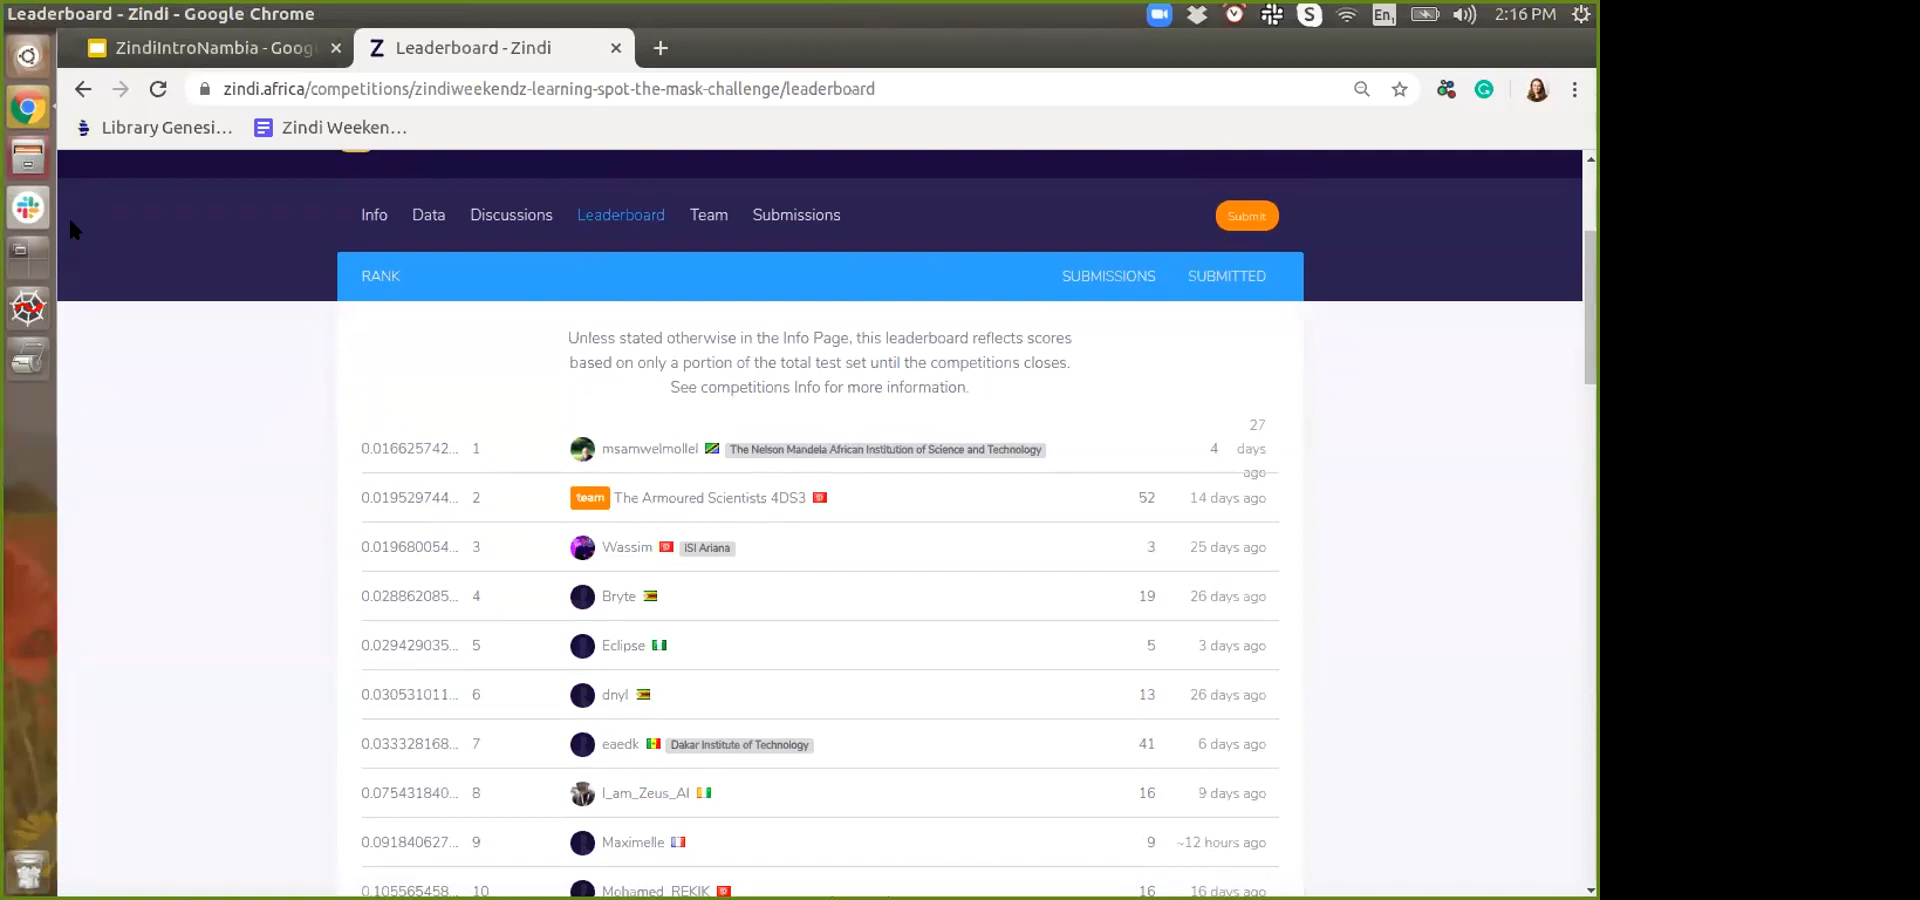 Leaderboard - Zindi - Google Chrome
En₁
2:16 PM
ZindiIntroNambia - Goog
Leaderboard - Zindi
zindi.africa/competitions/zindiweekendz-learning-spot-the-mask-challenge/leaderboard
Library Genesi...
Zindi Weeken...
Info Data Discussions Leaderboard Team Submissions
Submit
RANK SUBMISSIONS SUBMITTED
Unless stated otherwise in the Info Page, this leaderboard reflects scores
based on only a portion of the total test set until the competitions closes.
See competitions Info for more information.
0.016625742... 1 msamwelmollel The Nelson Mandela African Institution of Science and Technology 4 27 days ago
0.019529744... 2 team The Armoured Scientists 4DS3 52 14 days ago
0.019680054... 3 Wassim ISI Ariana 3 25 days ago
0.028862085... 4 Bryte 19 26 days ago
0.029429035... 5 Eclipse 5 3 days ago
0.030531011... 6 dnyl 13 26 days ago
0.033328168... 7 eaedk Dakar Institute of Technology 41 6 days ago
0.075431840... 8 I_am_Zeus_AI 16 9 days ago
0.091840627... 9 Maximelle 9 ~12 hours ago
0.105565458... 10 Mohamed_REKIK 16 16 days ago